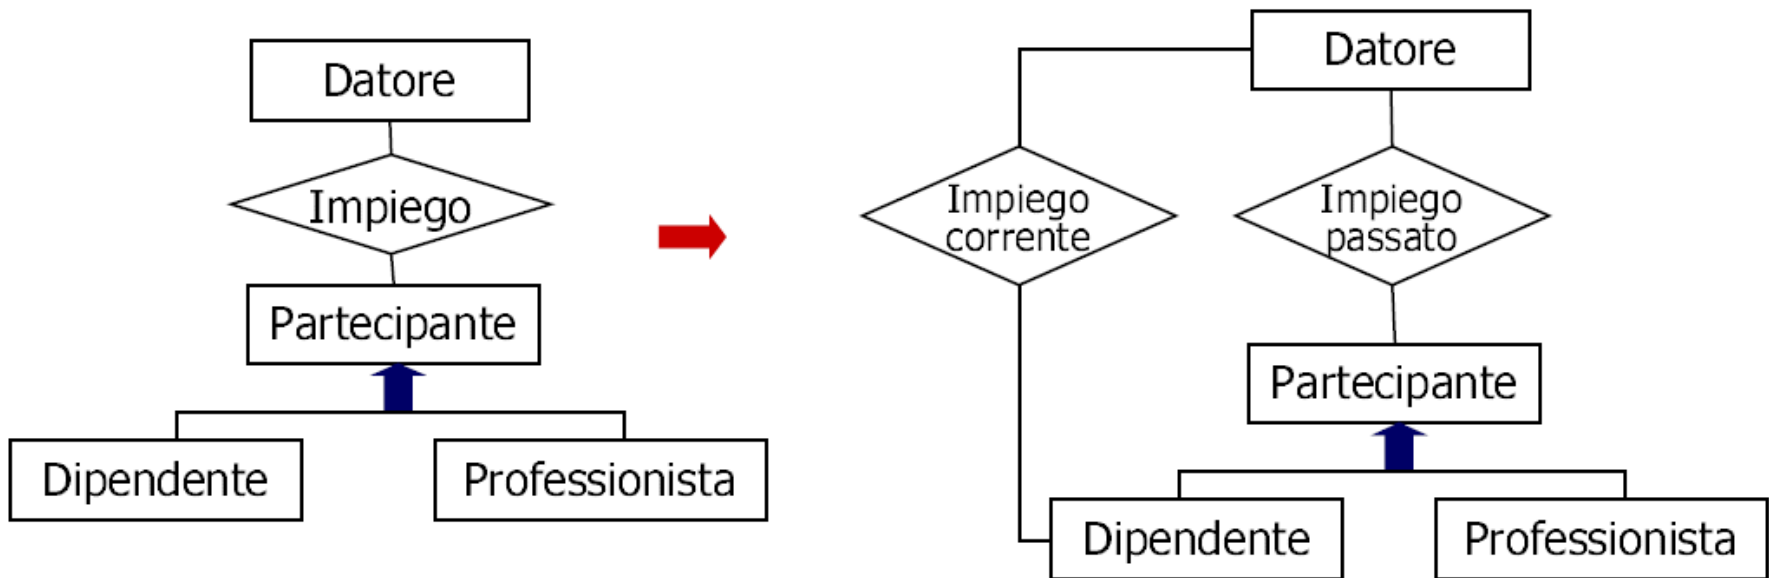 Datore
Impiego
Partecipante
Dipendente
Professionista
Datore
Impiego
corrente
Impiego
passato
Partecipante
Dipendente
Professionista